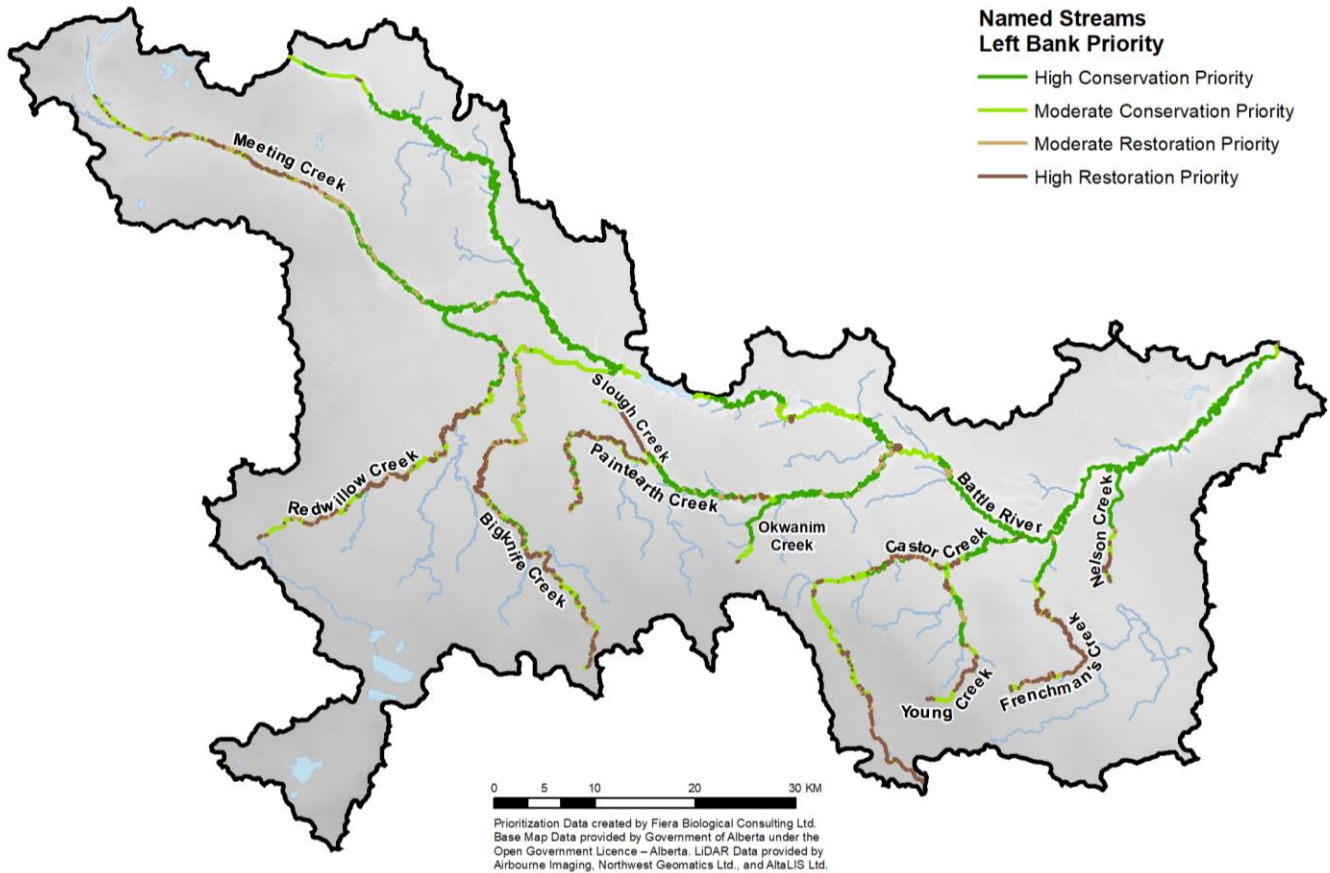 Named Streams
Left Bank Priority
High Conservation Priority
Moderate Conservation Priority
Moderate Restoration Priority
High Restoration Priority
Meeting Creek
Slough Creek
Paintearth Creek
Redwillow Creek
Bigknife Creek
Okwanim
Creek
Battle River
Castor Creek
Nelson Creek
Frenchman's Creek
Young Creek
0 5 10 20 30 KM
Prioritization Data created by Fiera Biological Consulting Ltd.
Base Map Data provided by Government of Alberta under the
Open Government Licence – Alberta. LiDAR Data provided by
Airbourne Imaging, Northwest Geomatics Ltd., and AltaLIS Ltd.